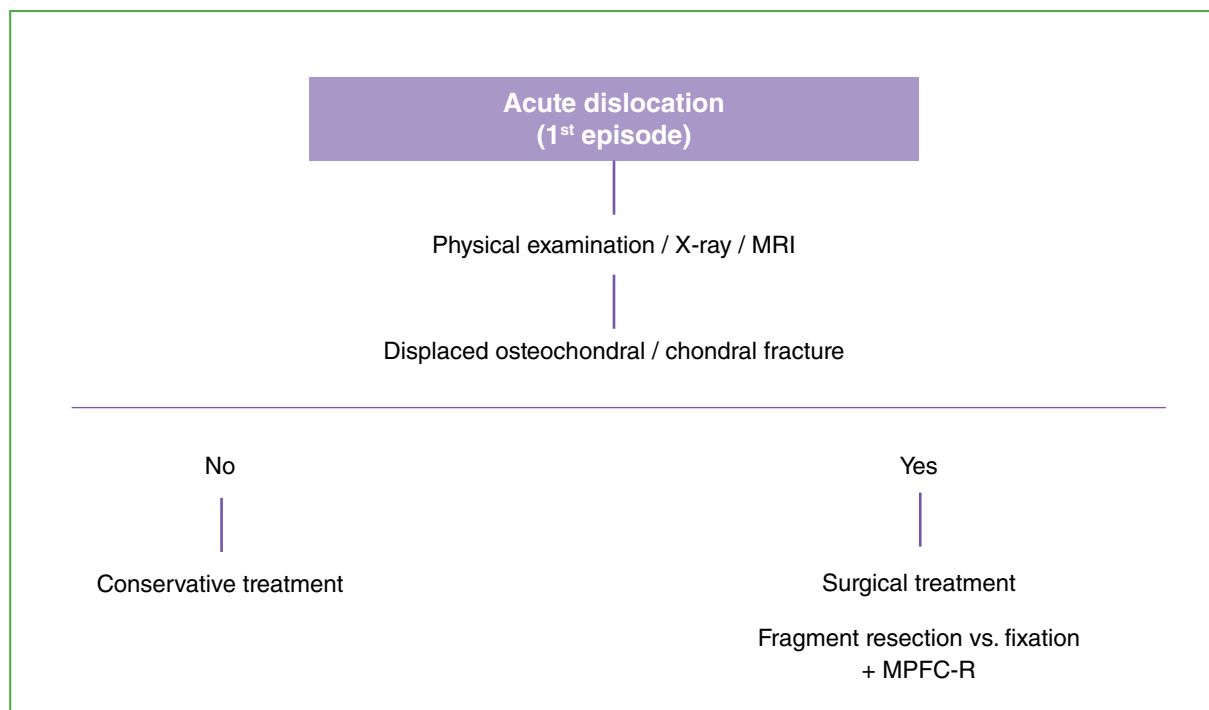 Acute dislocation
(1st episode)
Physical examination / X-ray / MRI
Displaced osteochondral / chondral fracture
No
Yes
Conservative treatment
Surgical treatment
Fragment resection vs. fixation
+ MPFC-R